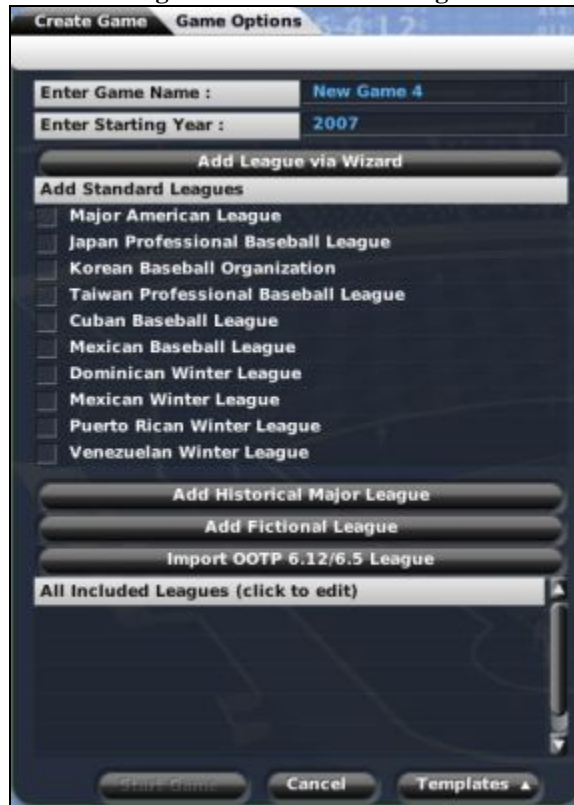 Create Game Game Options
Enter Game Name : New Game 4
Enter Starting Year : 2007
Add League via Wizard
Add Standard Leagues
Major American League
Japan Professional Baseball League
Korean Baseball Organization
Taiwan Professional Baseball League
Cuban Baseball League
Mexican Baseball League
Dominican Winter League
Mexican Winter League
Puerto Rican Winter League
Venezuelan Winter League
Add Historical Major League
Add Fictional League
Import OOTP 6.12/6.5 League
All Included Leagues (click to edit)
Start Game Cancel Templates